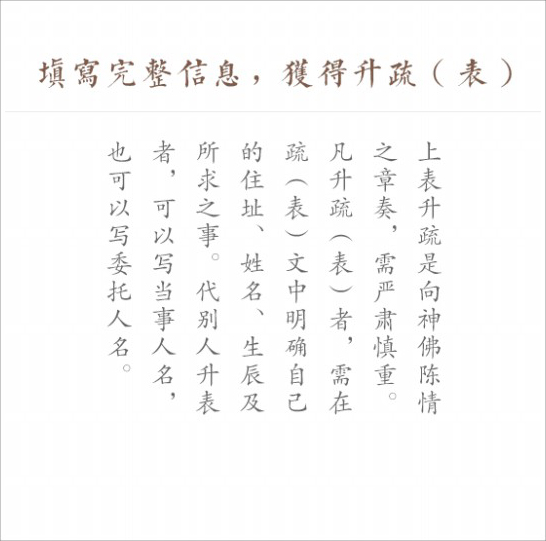 填寫完整信息，獲得升疏（表）
上表升疏是向神佛陈情
之章奏，需严肃慎重。
凡升疏（表）者，需在
疏（表）文中明确自己
的住址、姓名、生辰及
所求之事。代别人升表
者，可以写当事人名，
也可以写委托人名。